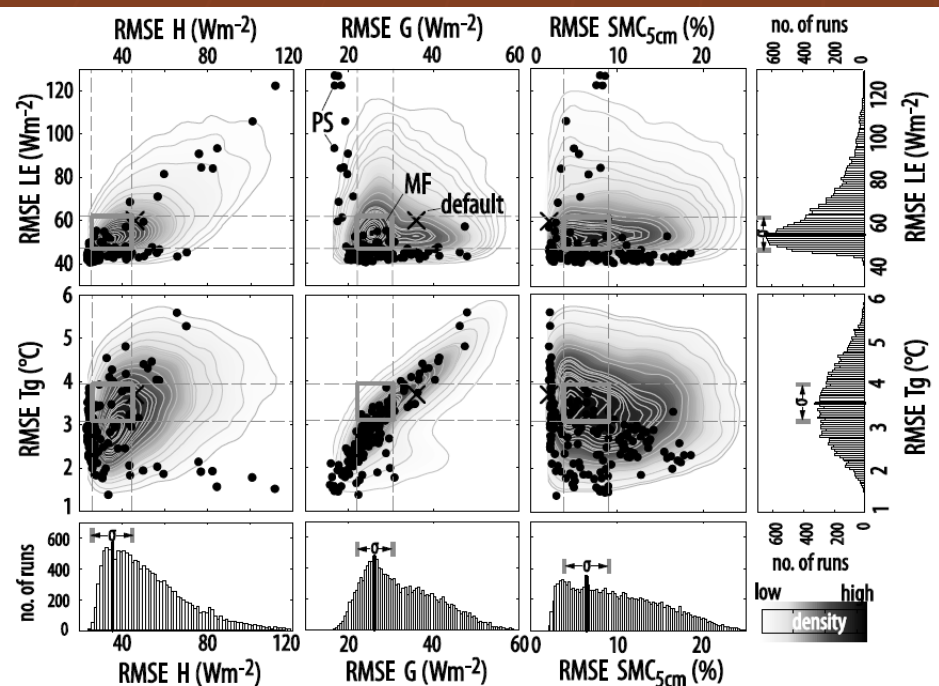 RMSE H (Wm-2) RMSE G (Wm-2) RMSE SMC5cm (%) no. of runs
40 80 120 20 40 60 0 10 20 600 400 200 0
RMSE LE (Wm-2)
120
100
80
60
40
PS
MF
default
σ
120
100
80
60
40
RMSE LE (Wm-2)
RMSE Tg (°C)
6
5
4
3
2
1
σ
6
5
4
3
2
1
RMSE Tg (°C)
no. of runs
600
400
200
0
σ
σ
σ
600 400 200 0
no. of runs
low high
density
40 80 120 20 40 60 0 10 20
RMSE H (Wm-2) RMSE G (Wm-2) RMSE SMC5cm (%)